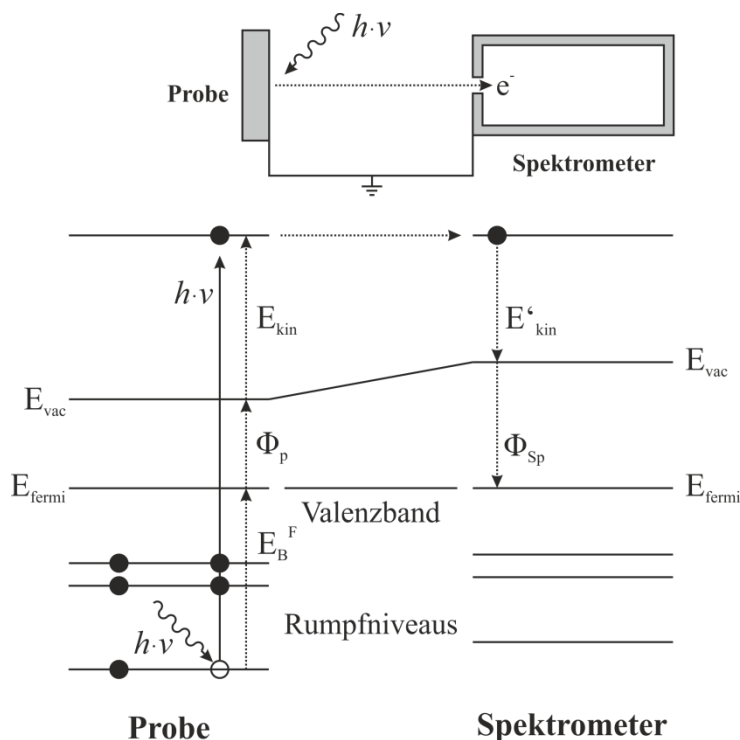 h·ν
Probe
e⁻
Spektrometer
h·ν
E_kin
E‘_kin
E_vac
E_vac
Φ_p
Φ_Sp
E_fermi
E_fermi
Valenzband
E_B^F
Rumpfniveaus
h·ν
Probe
Spektrometer